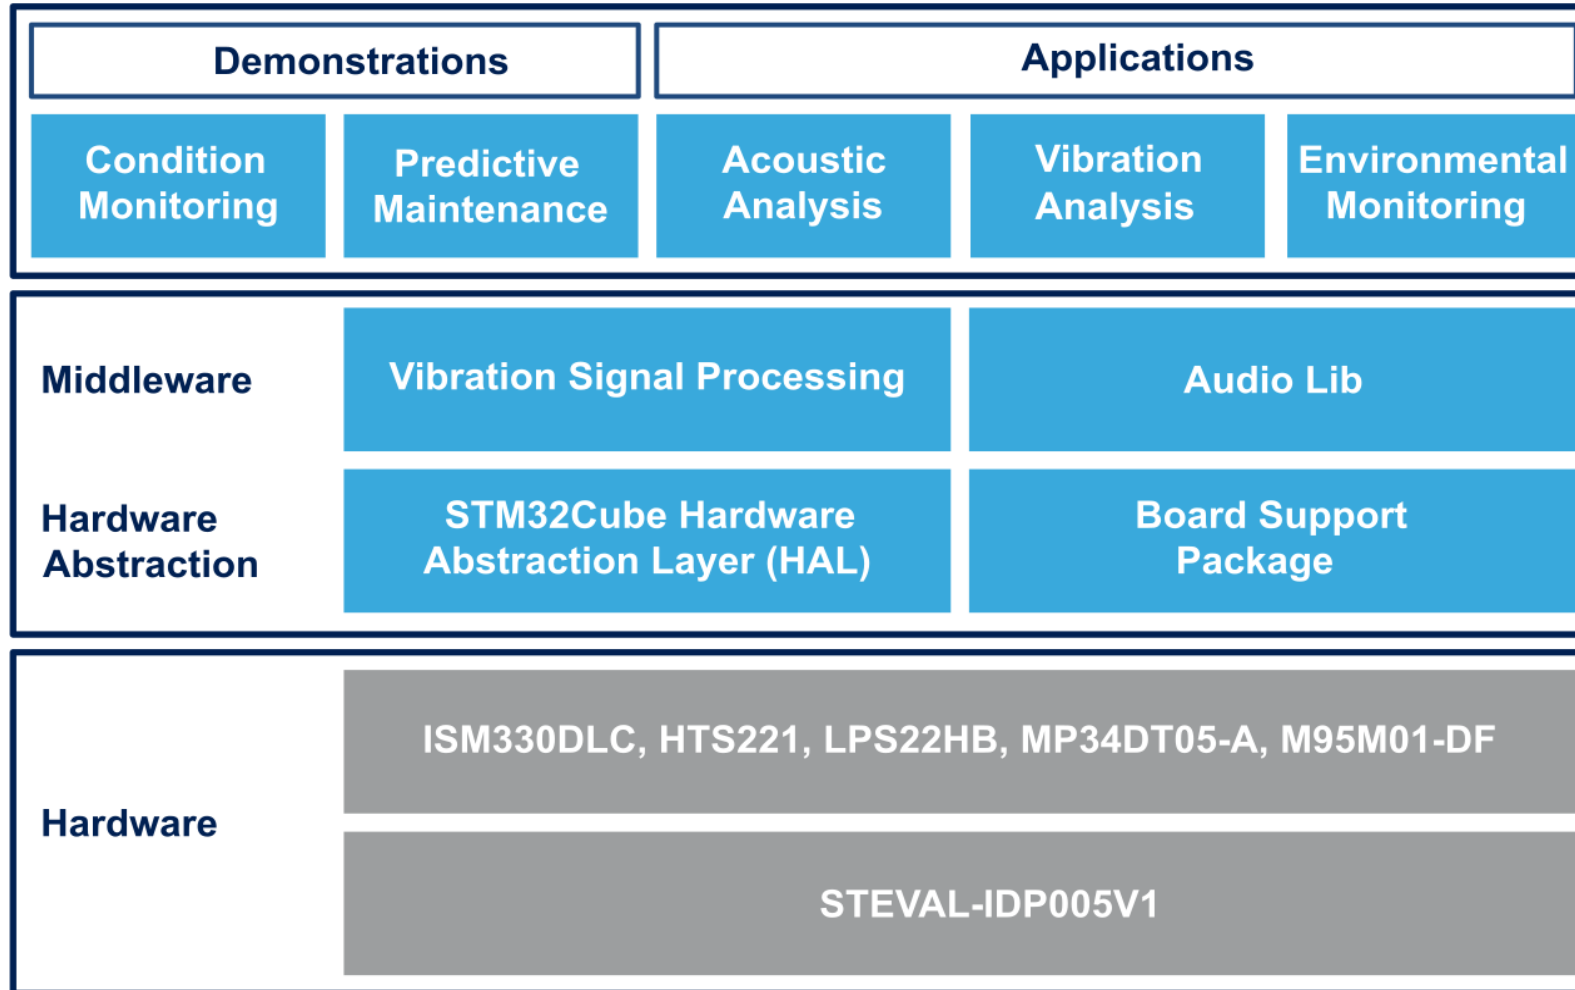 Demonstrations
Applications
Condition
Monitoring
Predictive
Maintenance
Acoustic
Analysis
Vibration
Analysis
Environmental
Monitoring
Middleware
Vibration Signal Processing
Audio Lib
Hardware
Abstraction
STM32Cube Hardware
Abstraction Layer (HAL)
Board Support
Package
Hardware
ISM330DLC, HTS221, LPS22HB, MP34DT05-A, M95M01-DF
STEVAL-IDP005V1